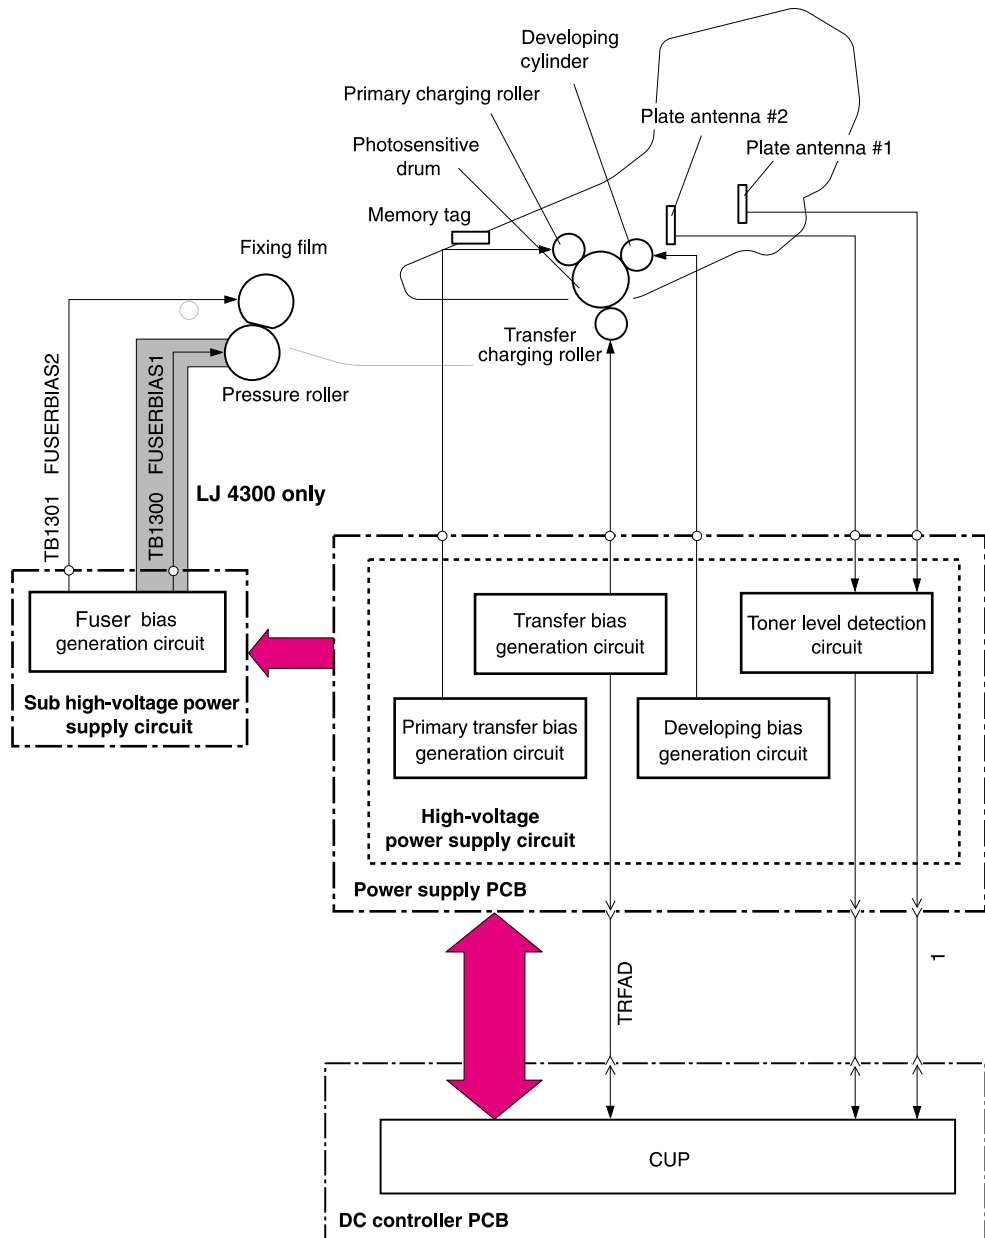 Developing
cylinder
Primary charging roller
Plate antenna #2
Photosensitive
drum
Plate antenna #1
Memory tag
Fixing film
Transfer
charging roller
Pressure roller
TB1301 FUSERBIAS2
TB1300 FUSERBIAS1
LJ 4300 only
Fuser bias
generation circuit
Sub high-voltage power
supply circuit
Transfer bias
generation circuit
Toner level detection
circuit
Primary transfer bias
generation circuit
Developing bias
generation circuit
High-voltage
power supply circuit
Power supply PCB
TRFAD
1
CUP
DC controller PCB